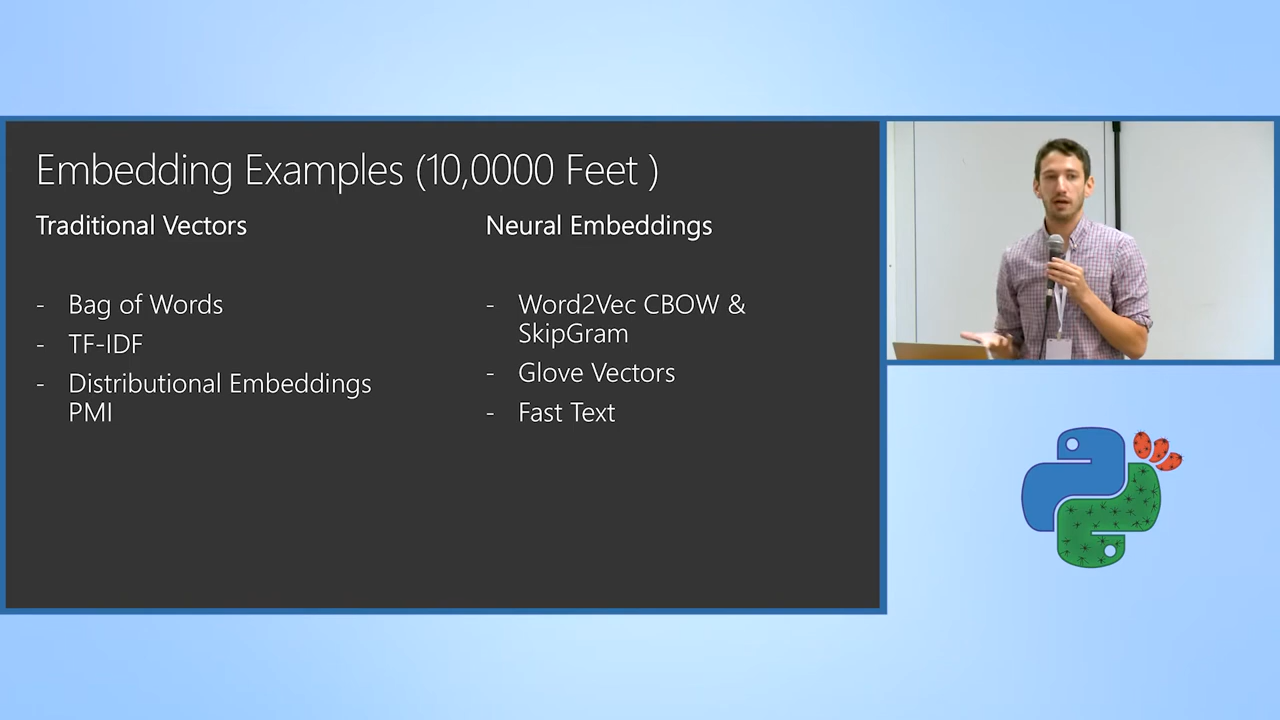 Embedding Examples (10,0000 Feet )
Traditional Vectors
- Bag of Words
- TF-IDF
- Distributional Embeddings
PMI
Neural Embeddings
- Word2Vec CBOW &
SkipGram
- Glove Vectors
- Fast Text